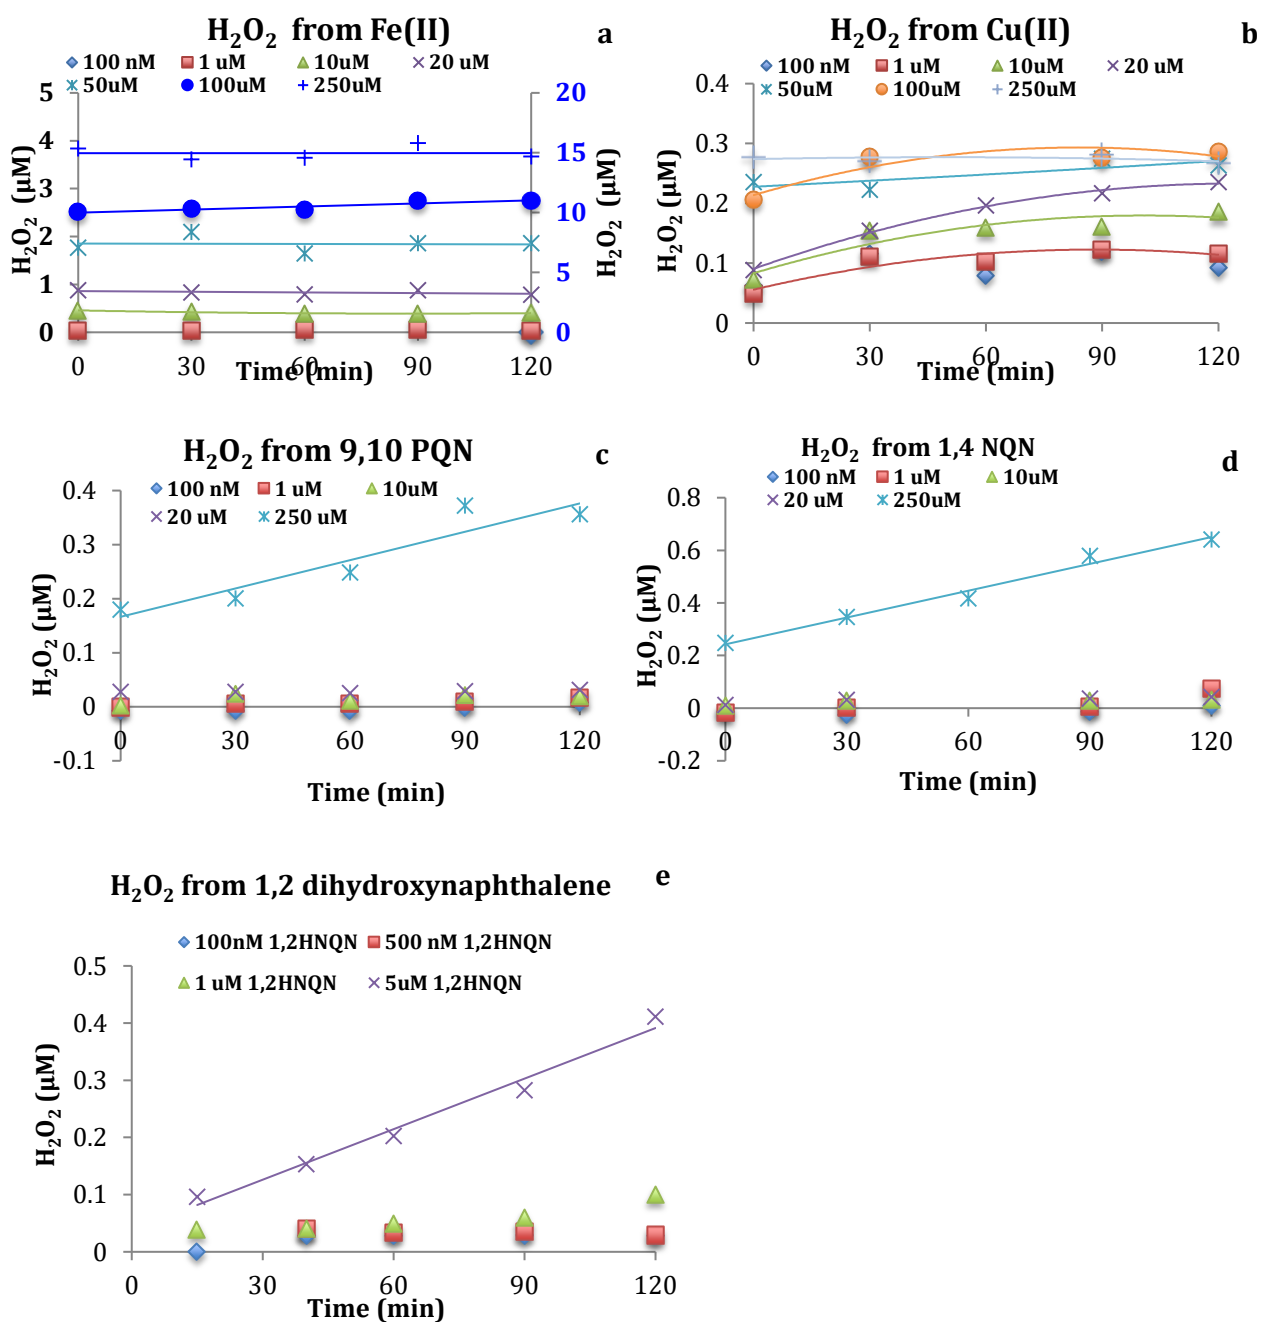 H₂O₂ from Fe(II) a
100 nM 1 uM 10uM 20 uM
50uM 100uM 250uM
5
4
3
2
1
0
20
15
10
5
0
H₂O₂ (µM)
H₂O₂ (µM)
0 30 60 90 120
Time (min)
H₂O₂ from Cu(II) b
100 nM 1 uM 10uM 20 uM
50uM 100uM 250uM
0.4
0.3
0.2
0.1
0
H₂O₂ (µM)
0 30 60 90 120
Time (min)
H₂O₂ from 9,10 PQN c
100 nM 1 uM 10uM
20 uM 250 uM
0.4
0.3
0.2
0.1
0
-0.1
H₂O₂ (µM)
0 30 60 90 120
Time (min)
H₂O₂ from 1,4 NQN d
100 nM 1 uM 10uM
20 uM 250uM
0.8
0.6
0.4
0.2
0
-0.2
H₂O₂ (µM)
0 30 60 90 120
Time (min)
H₂O₂ from 1,2 dihydroxynaphthalene e
100nM 1,2HNQN 500 nM 1,2HNQN
1 uM 1,2HNQN 5uM 1,2HNQN
0.5
0.4
0.3
0.2
0.1
0
H₂O₂ (µM)
0 30 60 90 120
Time (min)